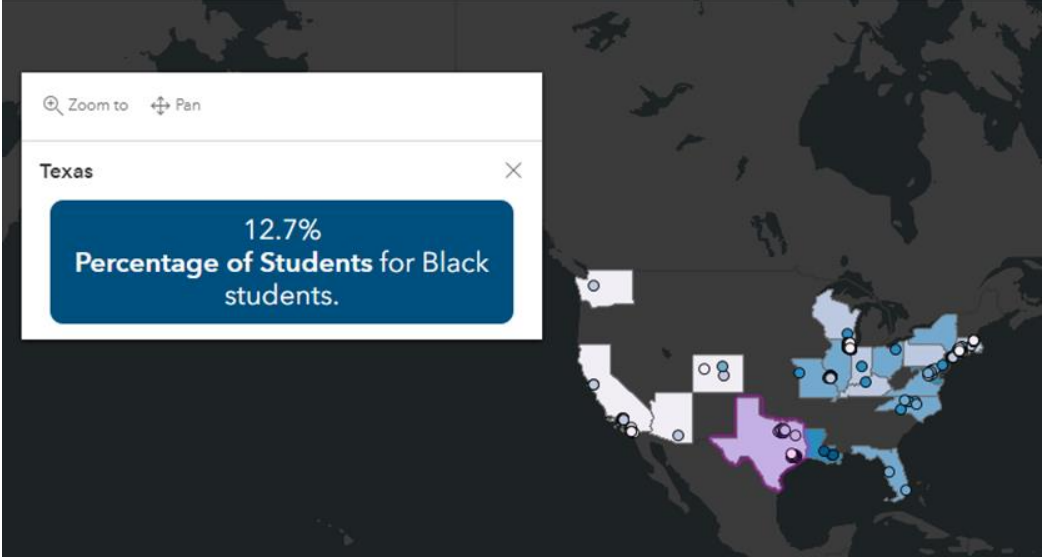 Zoom to Pan
Texas
12.7%
Percentage of Students for Black
students.